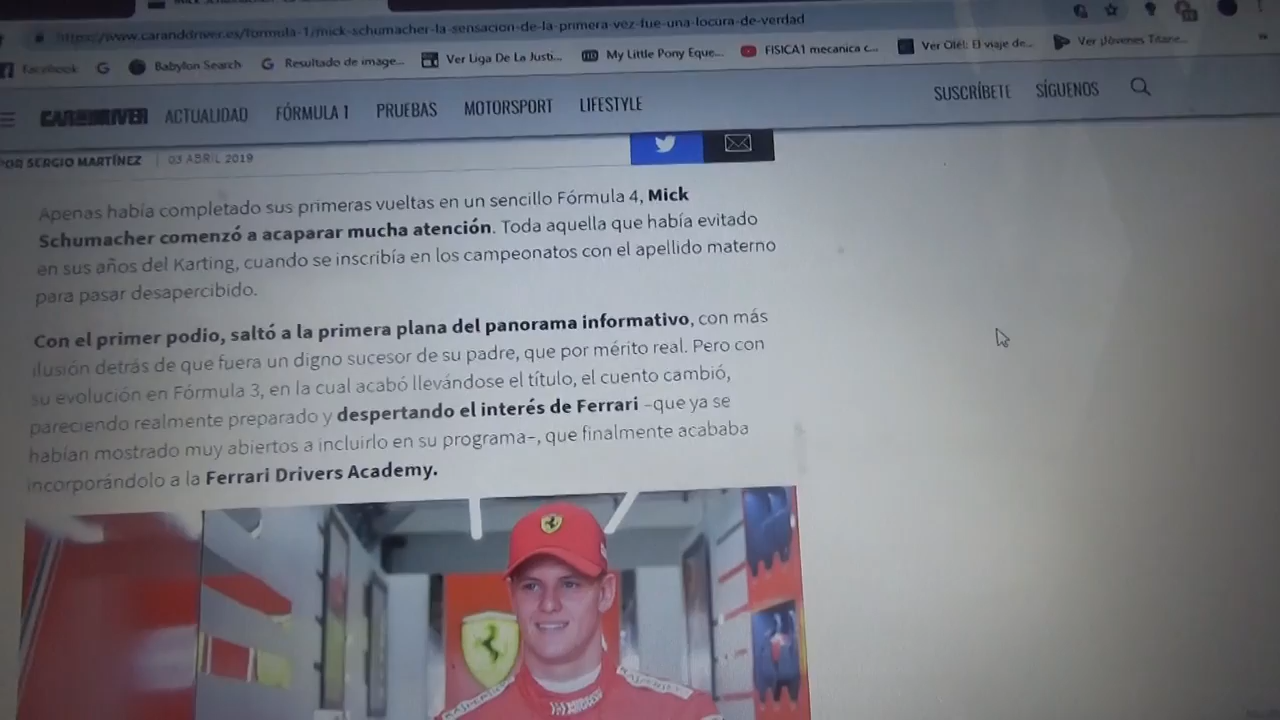 https://www.caranddriver.es/formula-1/mick-schumacher-la-sensacion-de-la-primera-vez-fue-una-locura-de-verdad
Facebook Babylon Search Resultado de image... Ver Liga De La Justi... My Little Pony Eque... FISICA1 mecanica c... Ver Olé!: El viaje de... Ver ¡Jóvenes Titane...
CAR AND DRIVER ACTUALIDAD FÓRMULA 1 PRUEBAS MOTORSPORT LIFESTYLE SUSCRÍBETE SÍGUENOS
POR SERGIO MARTÍNEZ 03 ABRIL 2019
Apenas había completado sus primeras vueltas en un sencillo Fórmula 4, Mick
Schumacher comenzó a acaparar mucha atención. Toda aquella que había evitado
en sus años del Karting, cuando se inscribía en los campeonatos con el apellido materno
para pasar desapercibido.
Con el primer podio, saltó a la primera plana del panorama informativo, con más
ilusión detrás de que fuera un digno sucesor de su padre, que por mérito real. Pero con
su evolución en Fórmula 3, en la cual acabó llevándose el título, el cuento cambió,
pareciendo realmente preparado y despertando el interés de Ferrari –que ya se
habían mostrado muy abiertos a incluirlo en su programa–, que finalmente acababa
incorporándolo a la Ferrari Drivers Academy.